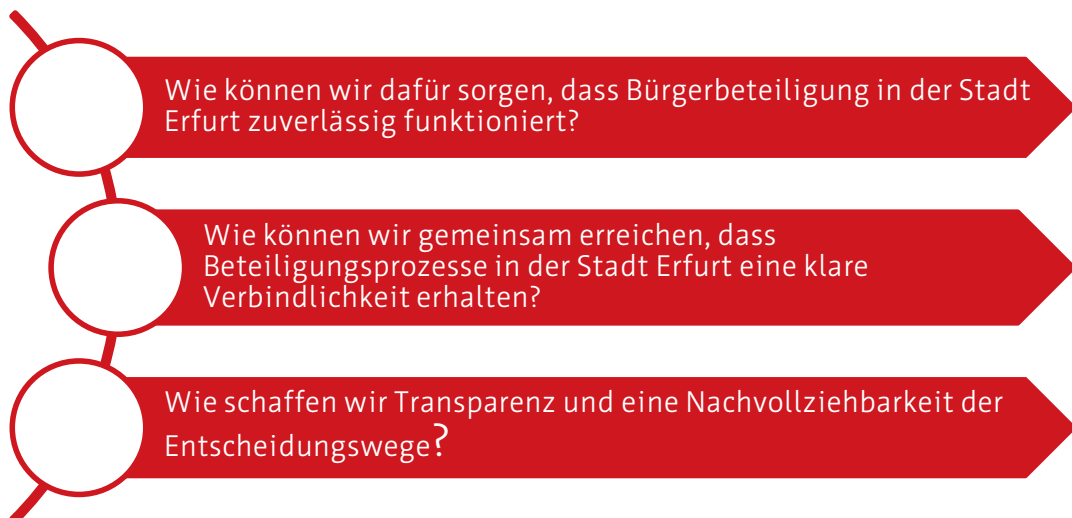 Wie können wir dafür sorgen, dass Bürgerbeteiligung in der Stadt
Erfurt zuverlässig funktioniert?
Wie können wir gemeinsam erreichen, dass
Beteiligungsprozesse in der Stadt Erfurt eine klare
Verbindlichkeit erhalten?
Wie schaffen wir Transparenz und eine Nachvollziehbarkeit der
Entscheidungswege?